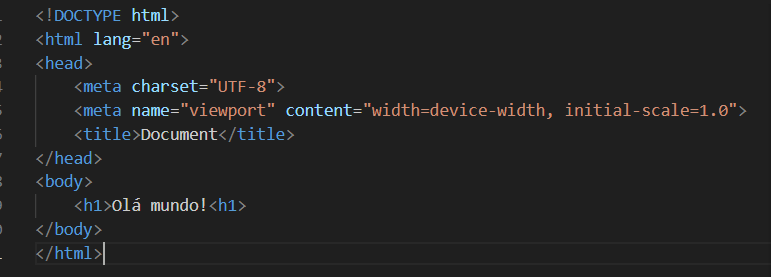 <!DOCTYPE html>
<html lang="en">
<head>
    <meta charset="UTF-8">
    <meta name="viewport" content="width=device-width, initial-scale=1.0">
    <title>Document</title>
</head>
<body>
    <h1>Olá mundo!<h1>
</body>
</html>